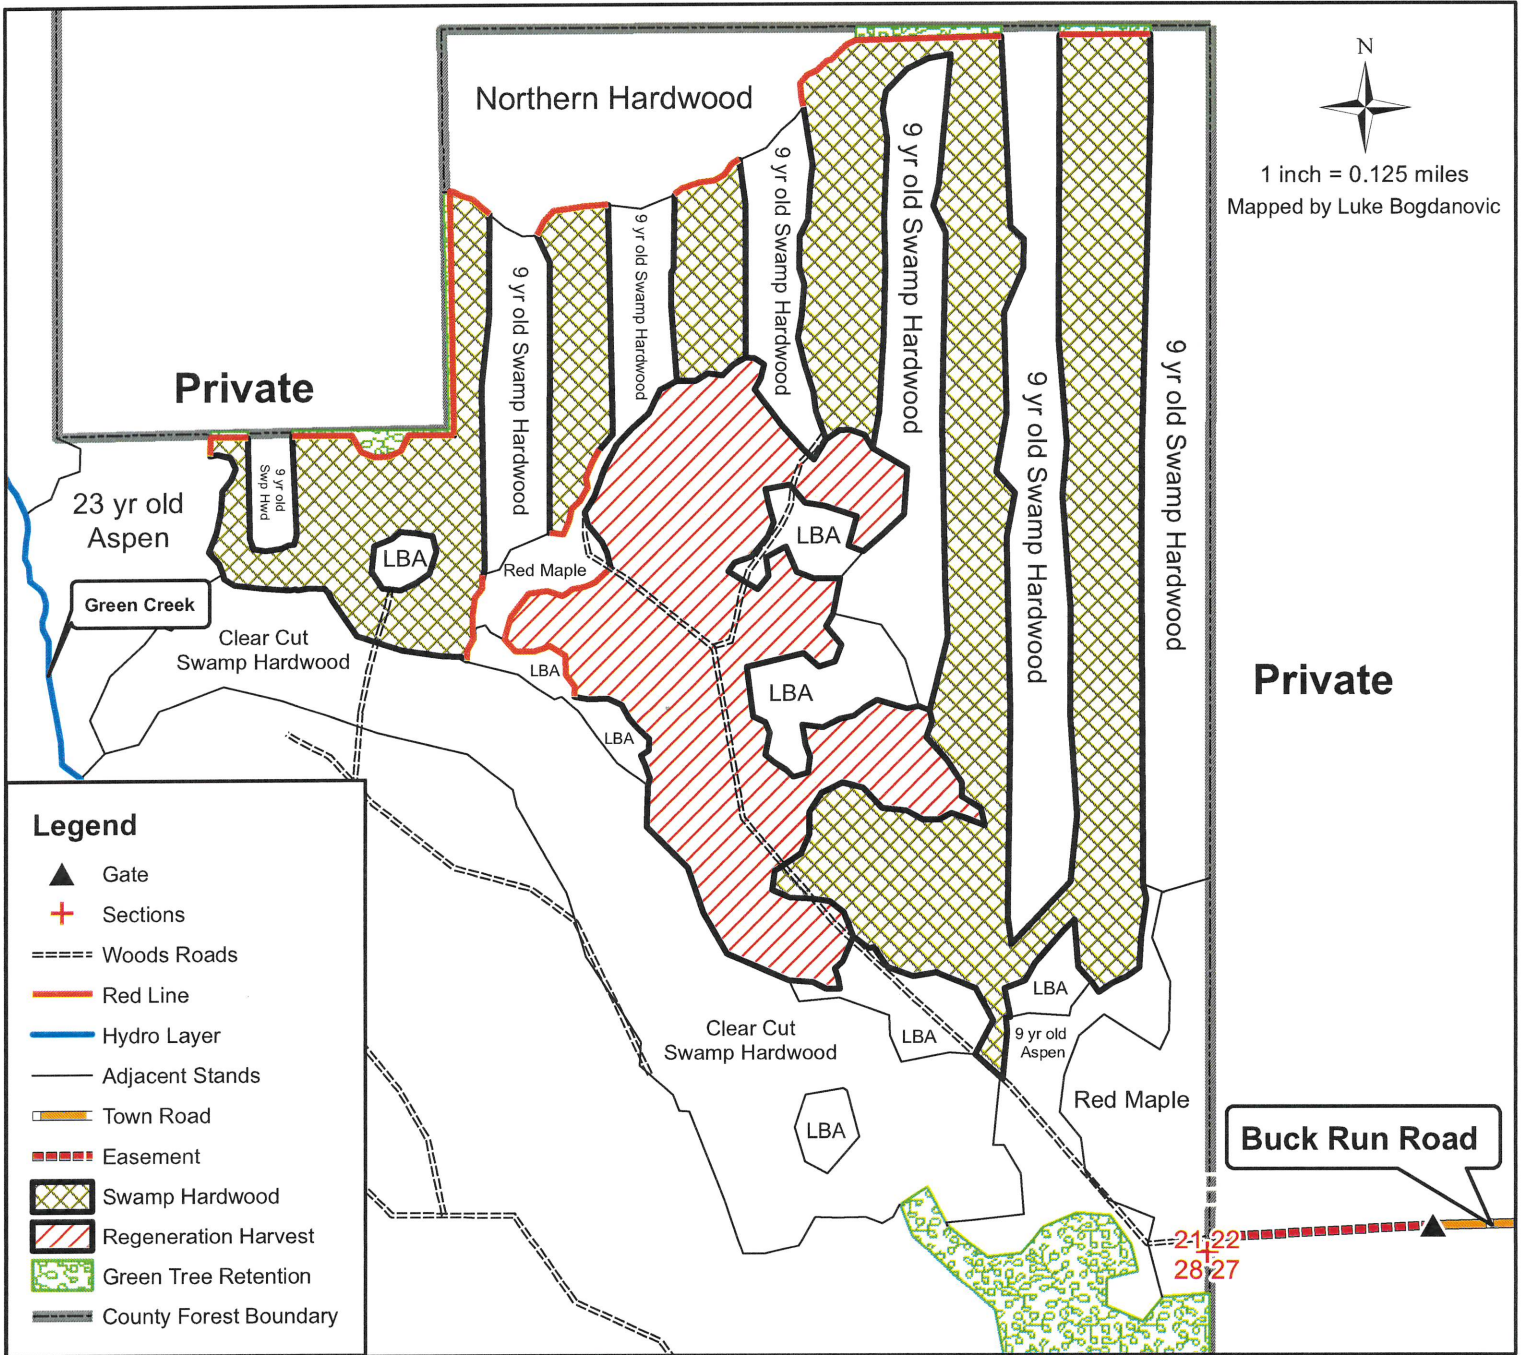 N
1 inch = 0.125 miles
Mapped by Luke Bogdanovic
Northern Hardwood
9 yr old Swamp Hardwood
9 yr old Swamp Hardwood
9 yr old Swamp Hardwood
9 yr old Swamp Hardwood
9 yr old Swamp Hardwood
9 yr old Swamp Hardwood
Private
9 yr old
Swp Hwd
23 yr old
Aspen
LBA
LBA
Red Maple
Green Creek
Clear Cut
Swamp Hardwood
LBA
LBA
LBA
Private
Legend
Gate
Sections
Woods Roads
Red Line
Hydro Layer
Adjacent Stands
Town Road
Easement
Swamp Hardwood
Regeneration Harvest
Green Tree Retention
County Forest Boundary
Clear Cut
Swamp Hardwood
LBA
LBA
9 yr old
Aspen
Red Maple
LBA
Buck Run Road
21 22
28 27